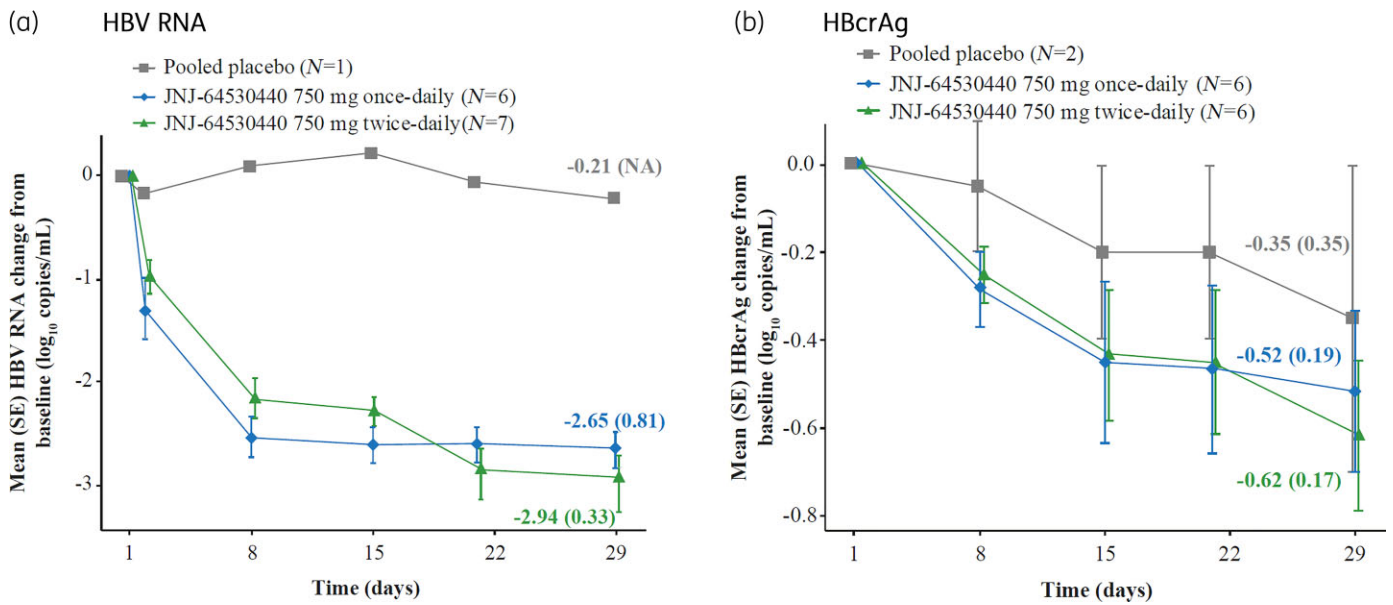 (a) HBV RNA
Pooled placebo (N=1)
JNJ-64530440 750 mg once-daily (N=6)
JNJ-64530440 750 mg twice-daily(N=7)
Mean (SE) HBV RNA change from
baseline (log10 copies/mL)
0
-1
-2
-3
-0.21 (NA)
-2.65 (0.81)
-2.94 (0.33)
1 8 15 22 29
Time (days)
(b) HBcrAg
Pooled placebo (N=2)
JNJ-64530440 750 mg once-daily (N=6)
JNJ-64530440 750 mg twice-daily (N=6)
Mean (SE) HBcrAg change from
baseline (log10 copies/mL)
0.0
-0.2
-0.4
-0.6
-0.8
-0.35 (0.35)
-0.52 (0.19)
-0.62 (0.17)
1 8 15 22 29
Time (days)